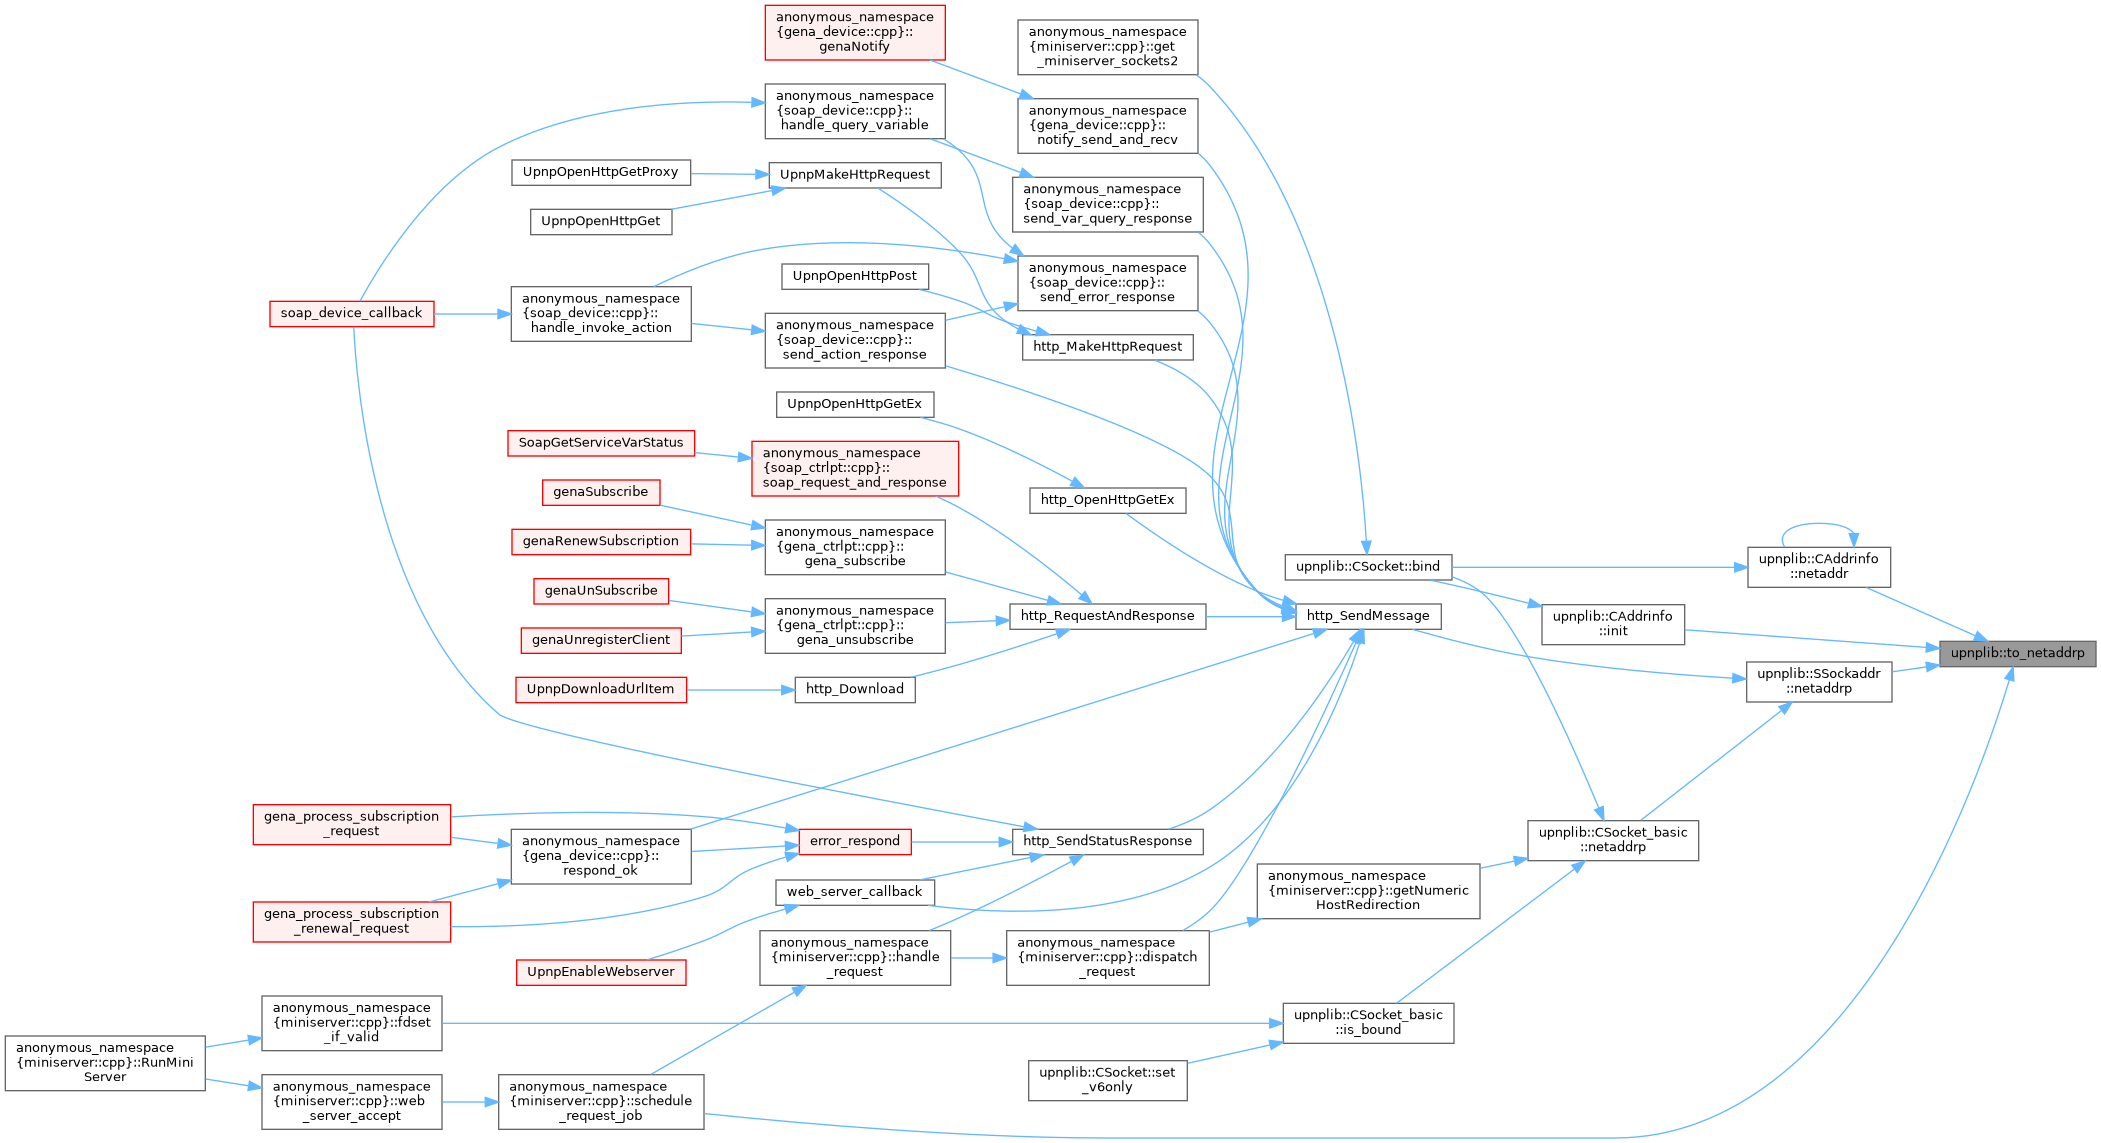 anonymous_namespace
{gena_device::cpp}::
genaNotify
anonymous_namespace
{miniserver::cpp}::get
_miniserver_sockets2
anonymous_namespace
{soap_device::cpp}::
handle_query_variable
anonymous_namespace
{gena_device::cpp}::
notify_send_and_recv
UpnpOpenHttpGetProxy
UpnpMakeHttpRequest
anonymous_namespace
{soap_device::cpp}::
send_var_query_response
UpnpOpenHttpGet
UpnpOpenHttpPost
anonymous_namespace
{soap_device::cpp}::
send_error_response
soap_device_callback
anonymous_namespace
{soap_device::cpp}::
handle_invoke_action
anonymous_namespace
{soap_device::cpp}::
send_action_response
http_MakeHttpRequest
UpnpOpenHttpGetEx
SoapGetServiceVarStatus
anonymous_namespace
{soap_ctrlpt::cpp}::
soap_request_and_response
genaSubscribe
http_OpenHttpGetEx
genaRenewSubscription
anonymous_namespace
{gena_ctrlpt::cpp}::
gena_subscribe
upnplib::CSocket::bind
upnplib::CAddrinfo
::netaddr
genaUnSubscribe
genaUnregisterClient
anonymous_namespace
{gena_ctrlpt::cpp}::
gena_unsubscribe
http_RequestAndResponse
http_SendMessage
upnplib::CAddrinfo
::init
upnplib::to_netaddrp
UpnpDownloadUrlItem
http_Download
upnplib::SSockaddr
::netaddrp
gena_process_subscription
_request
anonymous_namespace
{gena_device::cpp}::
respond_ok
error_respond
http_SendStatusResponse
upnplib::CSocket_basic
::netaddrp
web_server_callback
anonymous_namespace
{miniserver::cpp}::getNumeric
HostRedirection
gena_process_subscription
_renewal_request
UpnpEnableWebserver
anonymous_namespace
{miniserver::cpp}::handle
_request
anonymous_namespace
{miniserver::cpp}::dispatch
_request
anonymous_namespace
{miniserver::cpp}::fdset
_if_valid
upnplib::CSocket_basic
::is_bound
anonymous_namespace
{miniserver::cpp}::RunMini
Server
upnplib::CSocket::set
_v6only
anonymous_namespace
{miniserver::cpp}::web
_server_accept
anonymous_namespace
{miniserver::cpp}::schedule
_request_job